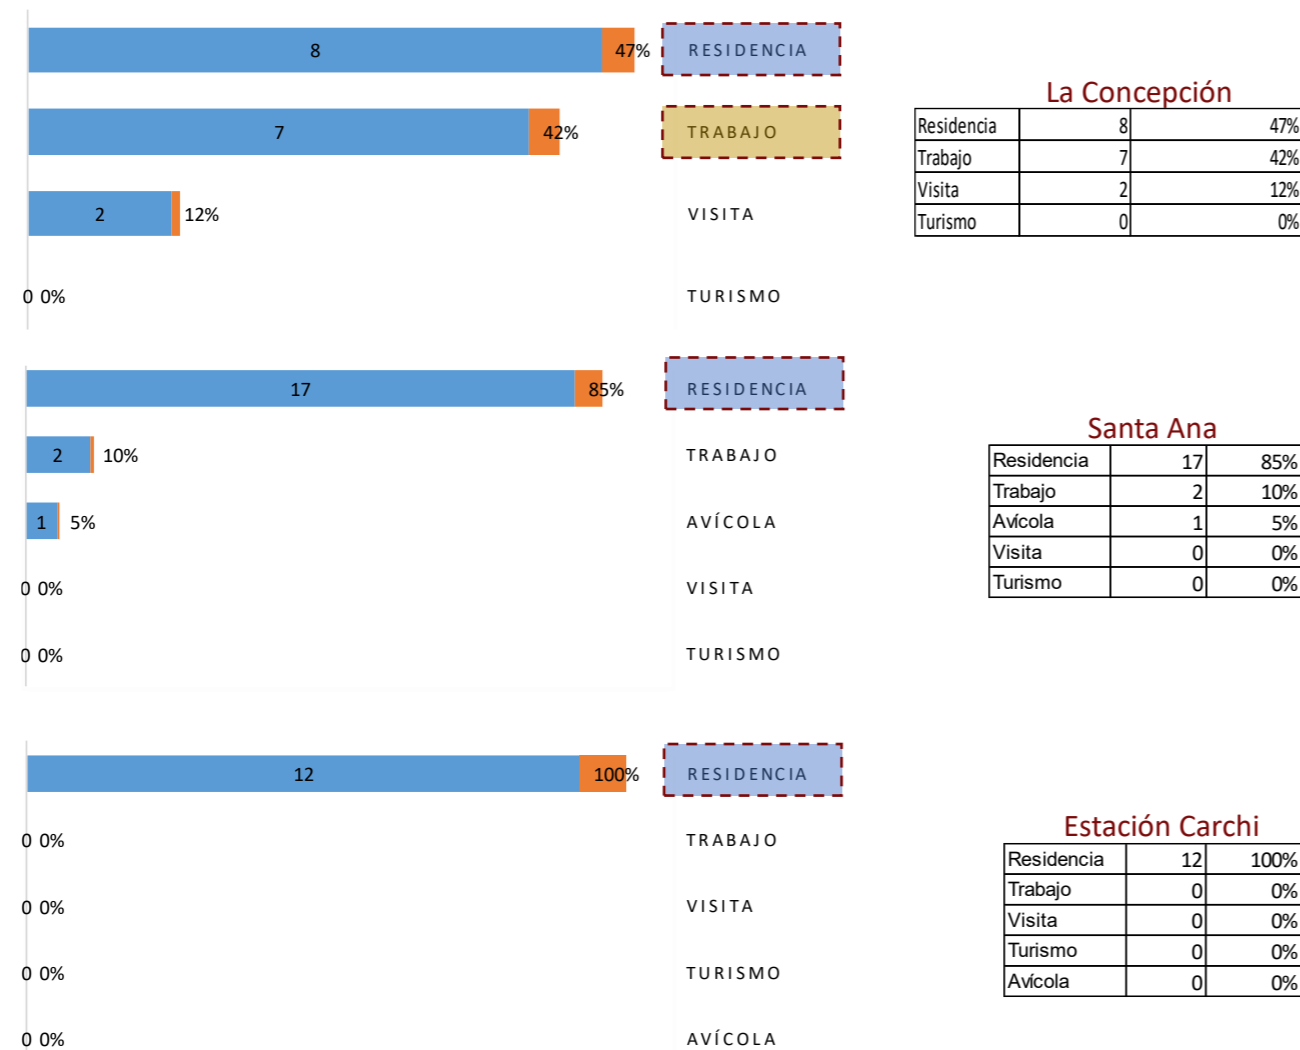 8 47% RESIDENCIA
7 42% TRABAJO
2 12% VISITA
0 0% TURISMO
La Concepción
Residencia 8 47%
Trabajo 7 42%
Visita 2 12%
Turismo 0 0%
17 85% RESIDENCIA
2 10% TRABAJO
1 5% AVÍCOLA
0 0% VISITA
0 0% TURISMO
Santa Ana
Residencia 17 85%
Trabajo 2 10%
Avícola 1 5%
Visita 0 0%
Turismo 0 0%
12 100% RESIDENCIA
0 0% TRABAJO
0 0% VISITA
0 0% TURISMO
0 0% AVÍCOLA
Estación Carchi
Residencia 12 100%
Trabajo 0 0%
Visita 0 0%
Turismo 0 0%
Avícola 0 0%